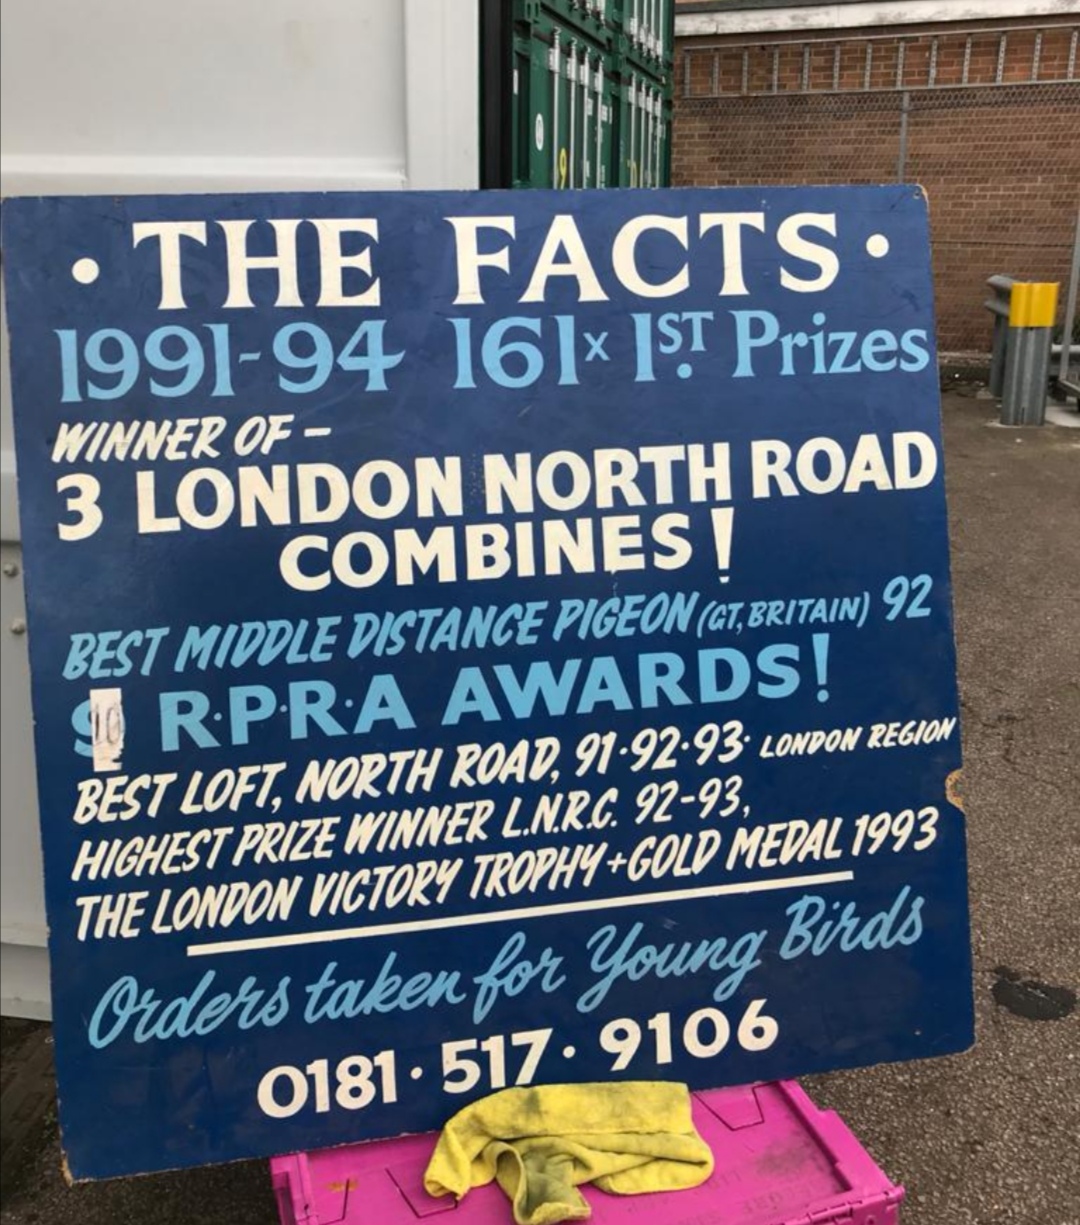 • THE FACTS •
1991-94 161x 1ST. Prizes
WINNER OF –
3 LONDON NORTH ROAD
COMBINES!
BEST MIDDLE DISTANCE PIGEON (GT, BRITAIN) 92
10 R·P·R·A AWARDS!
BEST LOFT, NORTH ROAD, 91·92·93· LONDON REGION
HIGHEST PRIZE WINNER L.N.R.C. 92-93,
THE LONDON VICTORY TROPHY + GOLD MEDAL 1993
Orders taken for Young Birds
0181·517·9106